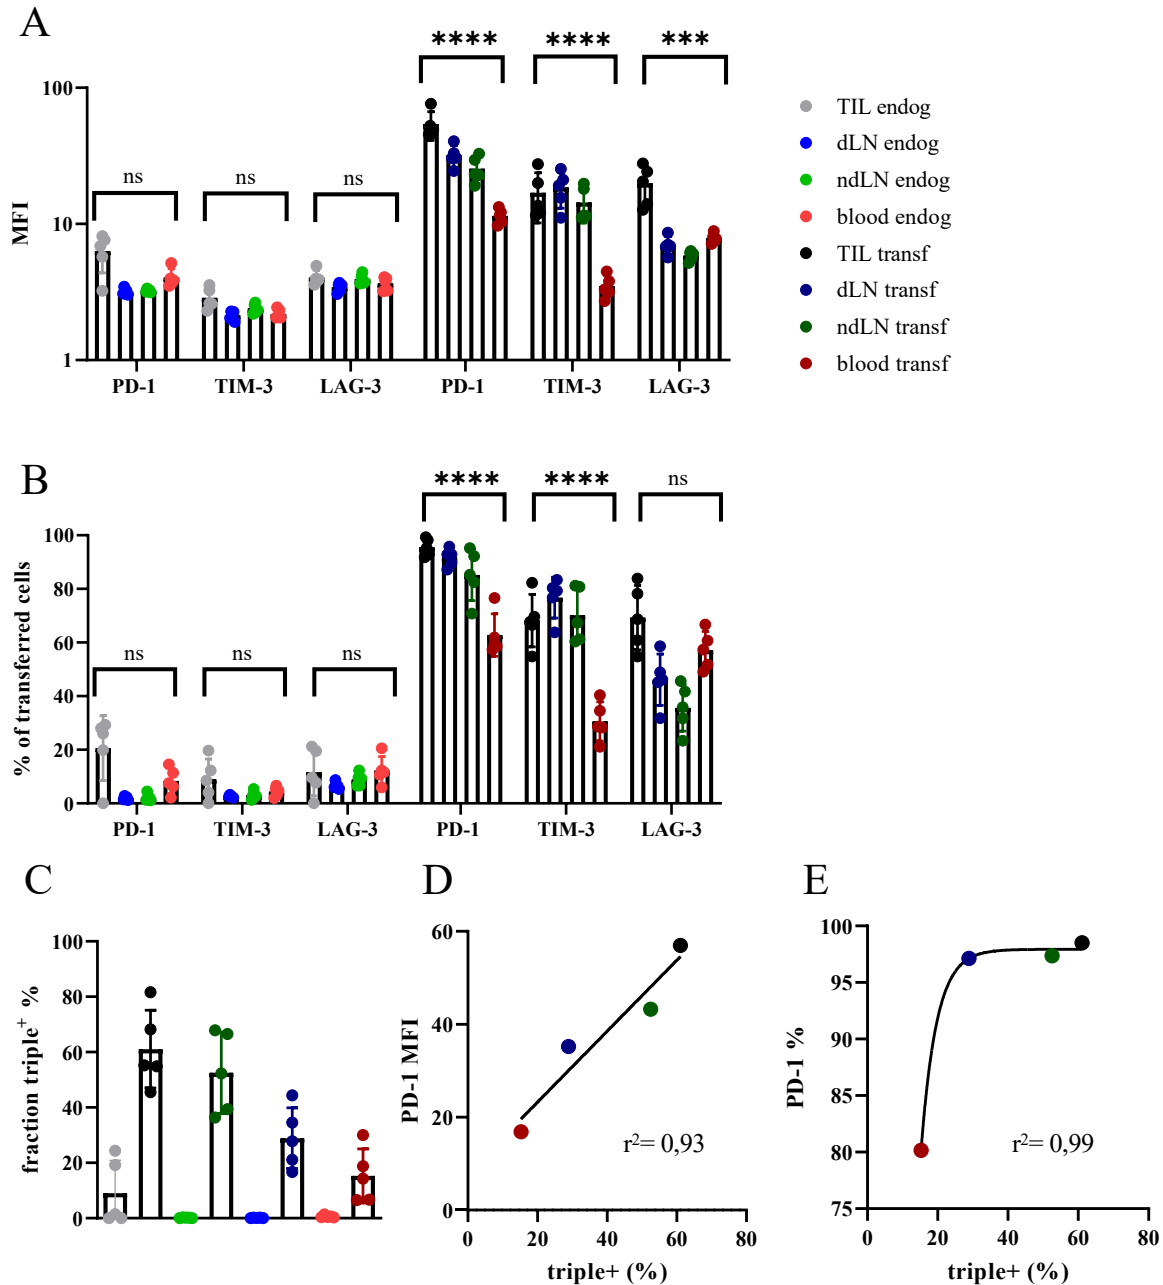 A
**** **** ***
ns ns ns
MFI
100
10
1
PD-1 TIM-3 LAG-3 PD-1 TIM-3 LAG-3
TIL endog
dLN endog
ndLN endog
blood endog
TIL transf
dLN transf
ndLN transf
blood transf
B
**** **** ns
ns ns ns
% of transferred cells
100
80
60
40
20
0
PD-1 TIM-3 LAG-3 PD-1 TIM-3 LAG-3
C
fraction triple+ %
100
80
60
40
20
0
D
PD-1 MFI
60
40
20
0
r²= 0,93
0 20 40 60 80
triple+ (%)
E
PD-1 %
100
95
90
85
80
75
r²= 0,99
0 20 40 60 80
triple+ (%)